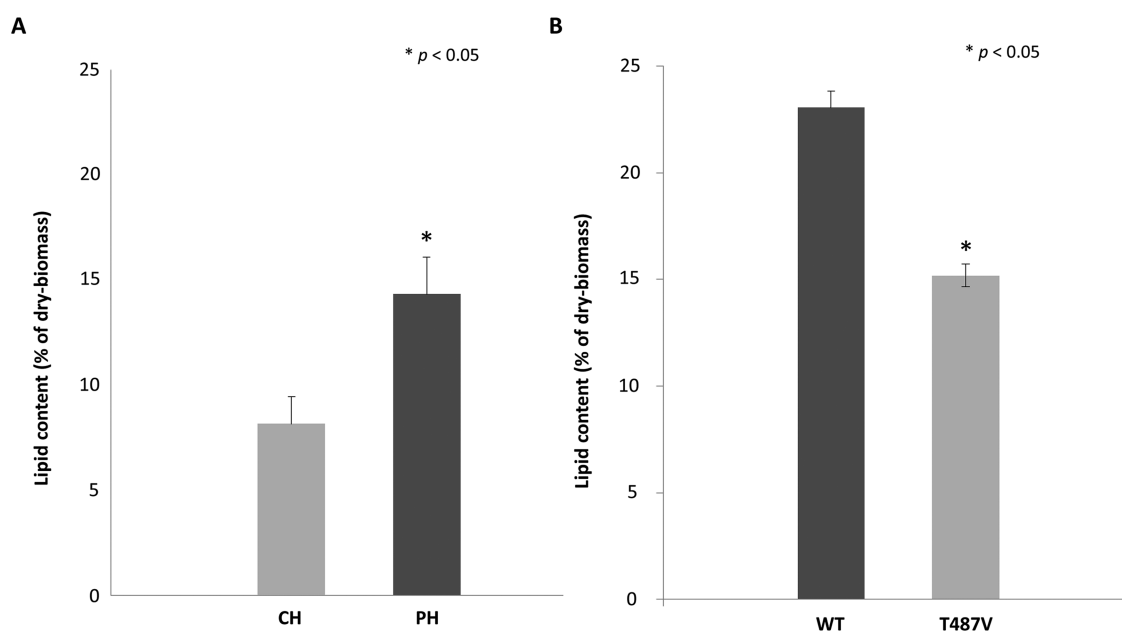 A
* p < 0.05
Lipid content (% of dry-biomass)
25
20
15
10
5
0
*
CH
PH
B
* p < 0.05
Lipid content (% of dry-biomass)
25
20
15
10
5
0
*
WT
T487V